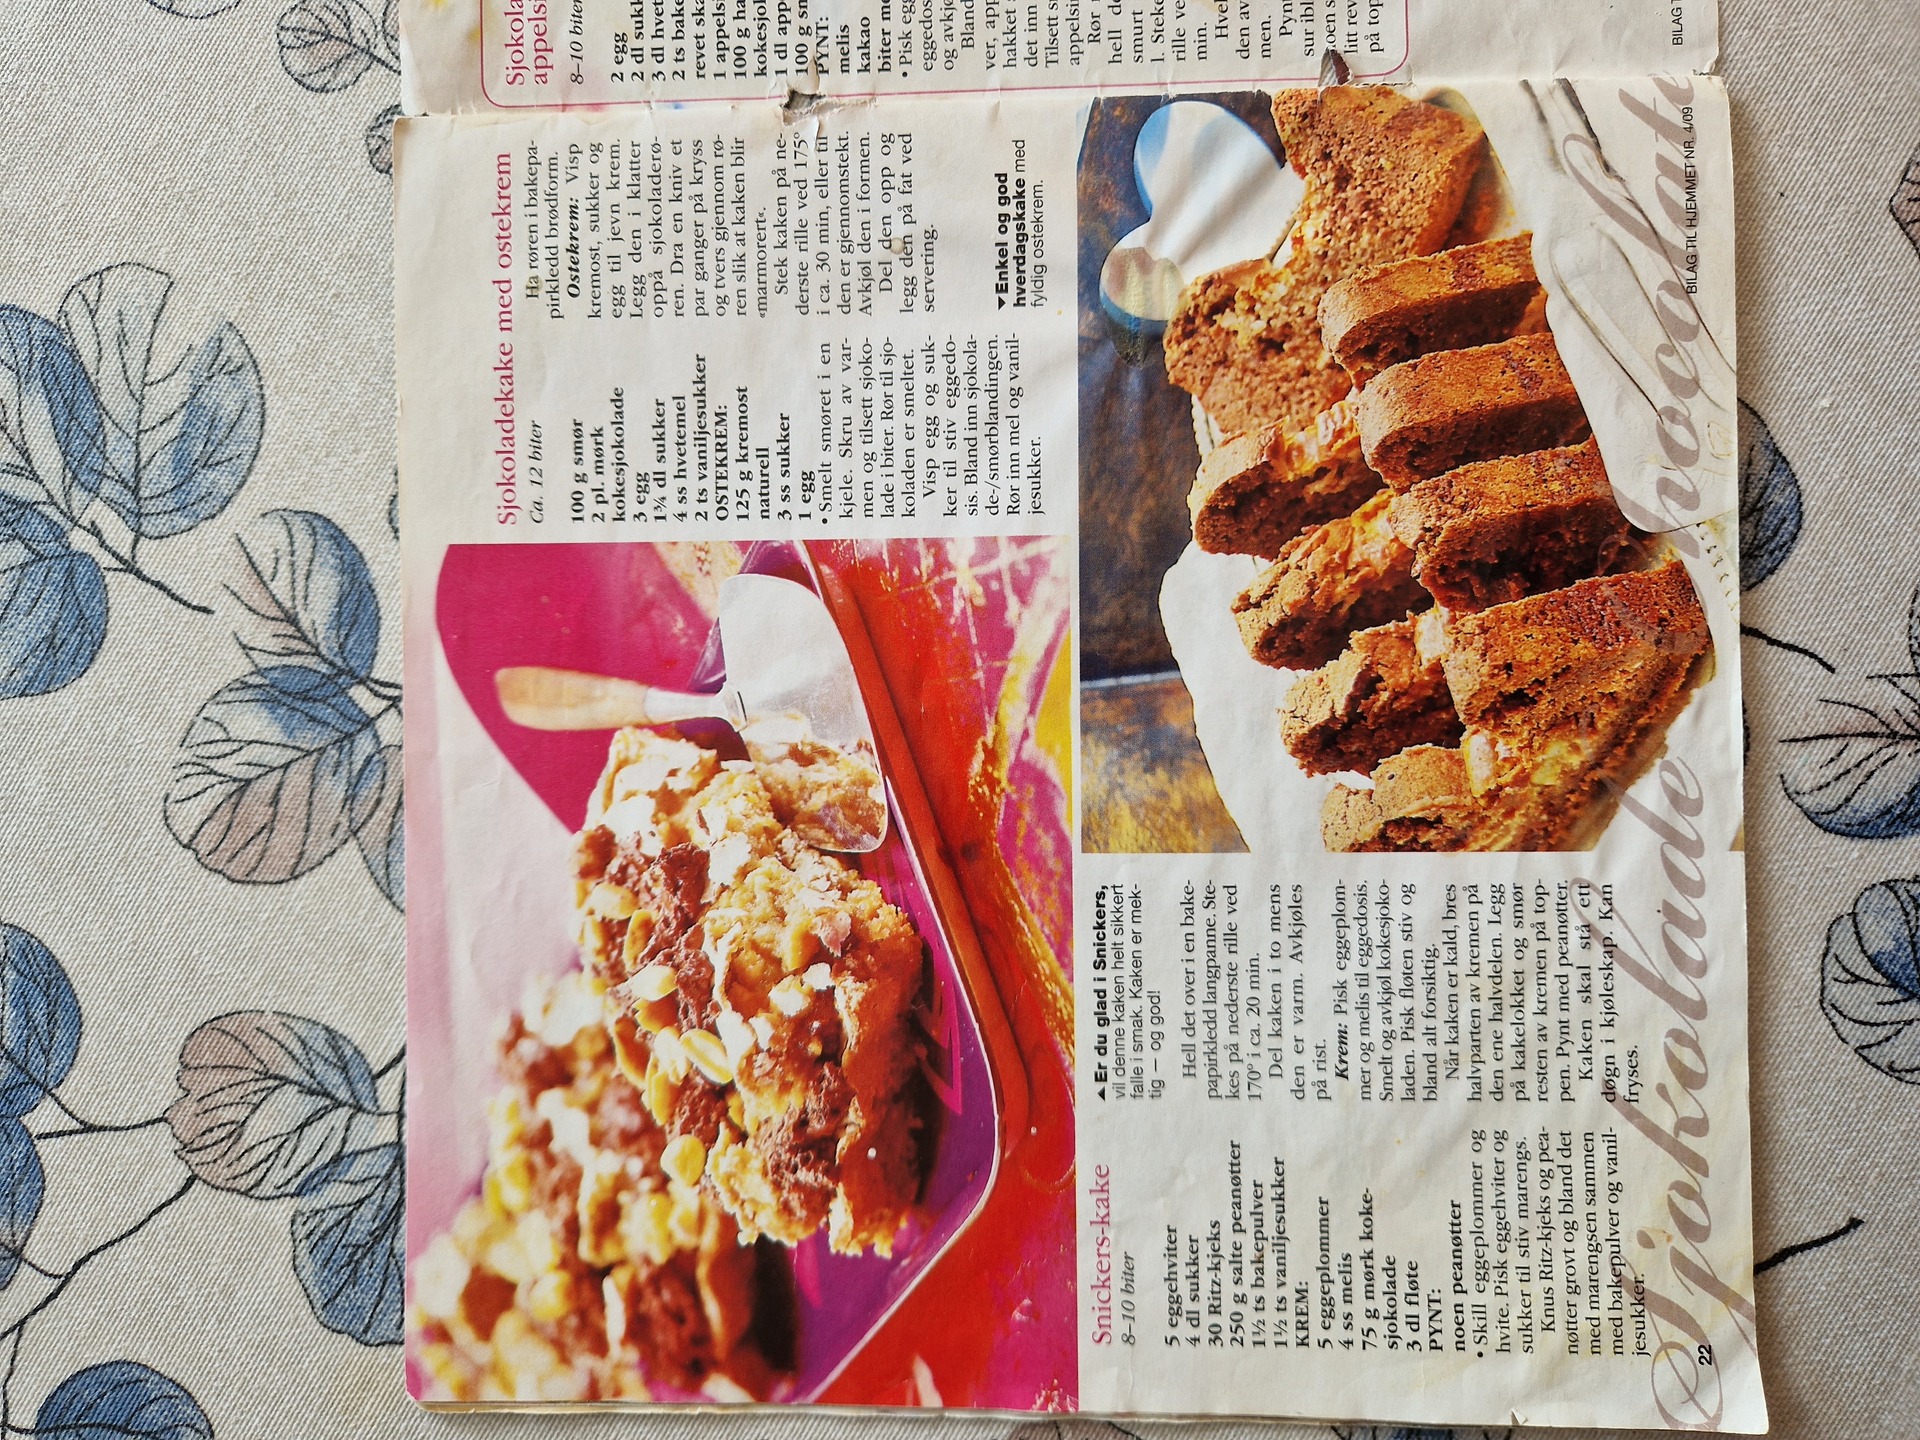 Sjokoladekake med ostekrem
Ca. 12 biter
100 g smør
2 pl. mørk
kokesjokolade
3 egg
1¾ dl sukker
4 ss hvetemel
2 ts vaniljesukker
OSTEKREM:
125 g kremost
naturell
3 ss sukker
1 egg
• Smelt smøret i en
kjele. Skru av var-
men og tilsett sjoko-
lade i biter. Rør til sjo-
koladen er smeltet.
Visp egg og suk-
ker til stiv eggedo-
sis. Bland inn sjokola-
de-/smørblandingen.
Rør inn mel og vanil-
jesukker.
Ha røren i bakepa-
pirkledd brødform.
Ostekrem: Visp
kremost, sukker og
egg til jevn krem.
Legg den i klatter
oppå sjokoladerø-
ren. Dra en kniv et
par ganger på kryss
og tvers gjennom rø-
ren slik at kaken blir
«marmorert«.
Stek kaken på ne-
derste rille ved 175º
i ca. 30 min, eller til
den er gjennomstekt.
Avkjøl den i formen.
Del den opp og
legg den på fat ved
servering.
▼Enkel og god
hverdagskake med
fyldig ostekrem.
Snickers-kake
8–10 biter
5 eggehviter
4 dl sukker
30 Ritz-kjeks
250 g salte peanøtter
1½ ts bakepulver
1½ ts vaniljesukker
KREM:
5 eggeplommer
4 ss melis
75 g mørk koke-
sjokolade
3 dl fløte
PYNT:
noen peanøtter
• Skill eggeplommer og
hvite. Pisk eggehviter og
sukker til stiv marengs.
Knus Ritz-kjeks og pea-
nøtter grovt og bland det
med marengsen sammen
med bakepulver og vanil-
jesukker.
▲Er du glad i Snickers,
vil denne kaken helt sikkert
falle i smak. Kaken er mek-
tig — og god!
Hell det over i en bake-
papirkledd langpanne. Ste-
kes på nederste rille ved
170º i ca. 20 min.
Del kaken i to mens
den er varm. Avkjøles
på rist.
Krem: Pisk eggeplom-
mer og melis til eggedosis.
Smelt og avkjøl kokesjoko-
laden. Pisk fløten stiv og
bland alt forsiktig.
Når kaken er kald, bres
halvparten av kremen på
den ene halvdelen. Legg
på kakelokket og smør
resten av kremen på top-
pen. Pynt med peanøtter.
Kaken skal stå ett
døgn i kjøleskap. Kan
fryses.
Sjokolade Chocolate
22
BILAG TIL HJEMMET NR. 4/09
Sjokola
appelsi
8–10 biter
2 egg
2 dl sukk
3 dl hvet
2 ts bake
revet ska
1 appelsi
100 g ha
kokesjok
1 dl app
100 g sm
PYNT:
melis
kakao
biter me
• Pisk egg
eggedos
og avkjø
Bland
ver, app
hakket
det inn
Tilsett s
appelsi
Rør
hell de
smurt
l. Steke
rille ve
min.
Hvel
den av
men.
Pynt
sur ibl
noen s
litt rev
på top
BILAG T